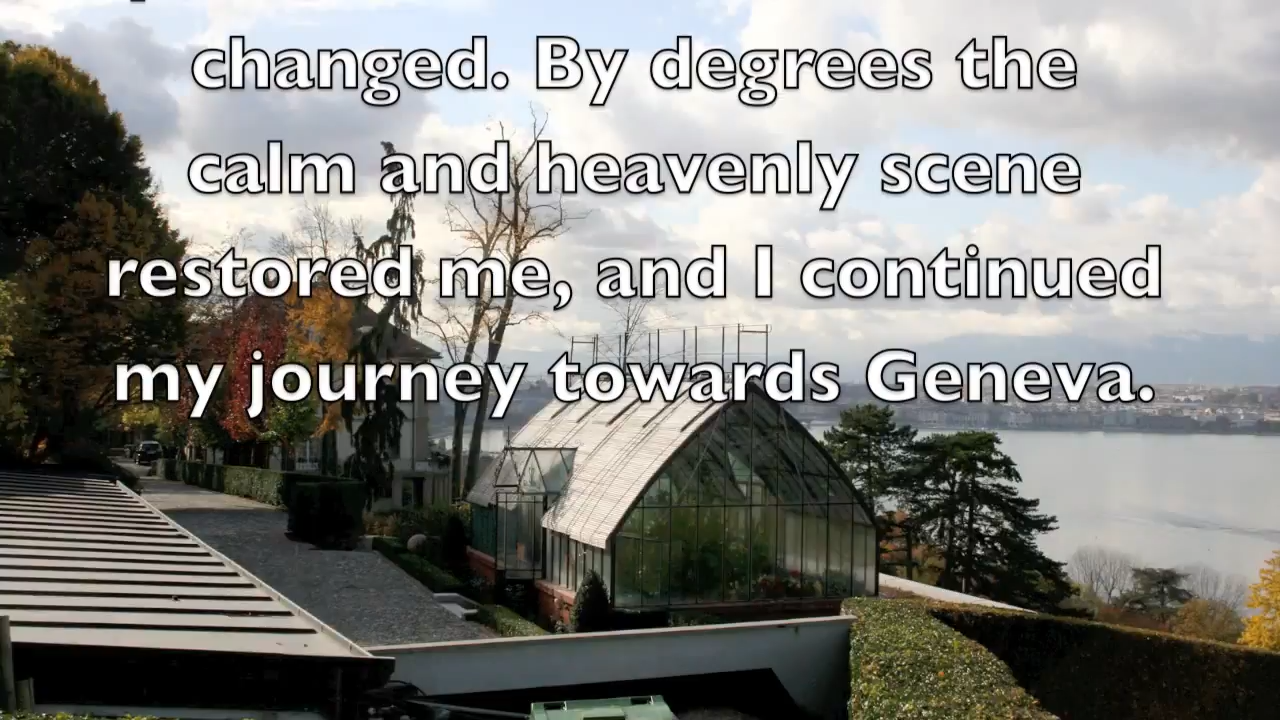 changed. By degrees the
calm and heavenly scene
restored me, and I continued
my journey towards Geneva.